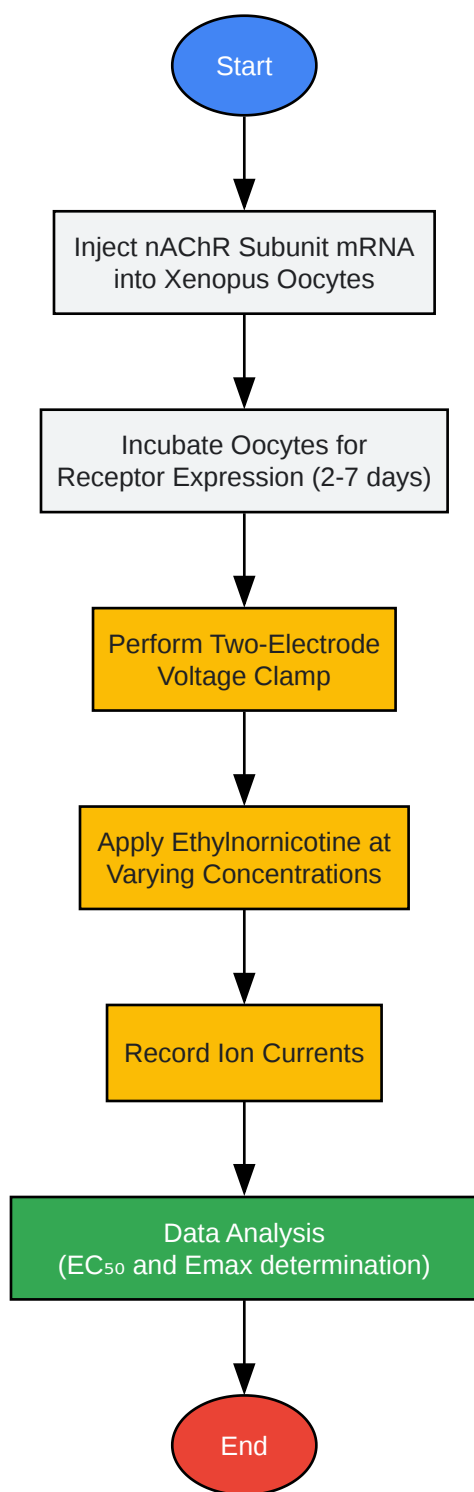 Start
Inject nAChR Subunit mRNA
into Xenopus Oocytes
Incubate Oocytes for
Receptor Expression (2-7 days)
Perform Two-Electrode
Voltage Clamp
Apply Ethylnornicotine at
Varying Concentrations
Record Ion Currents
Data Analysis
(EC₅₀ and Emax determination)
End